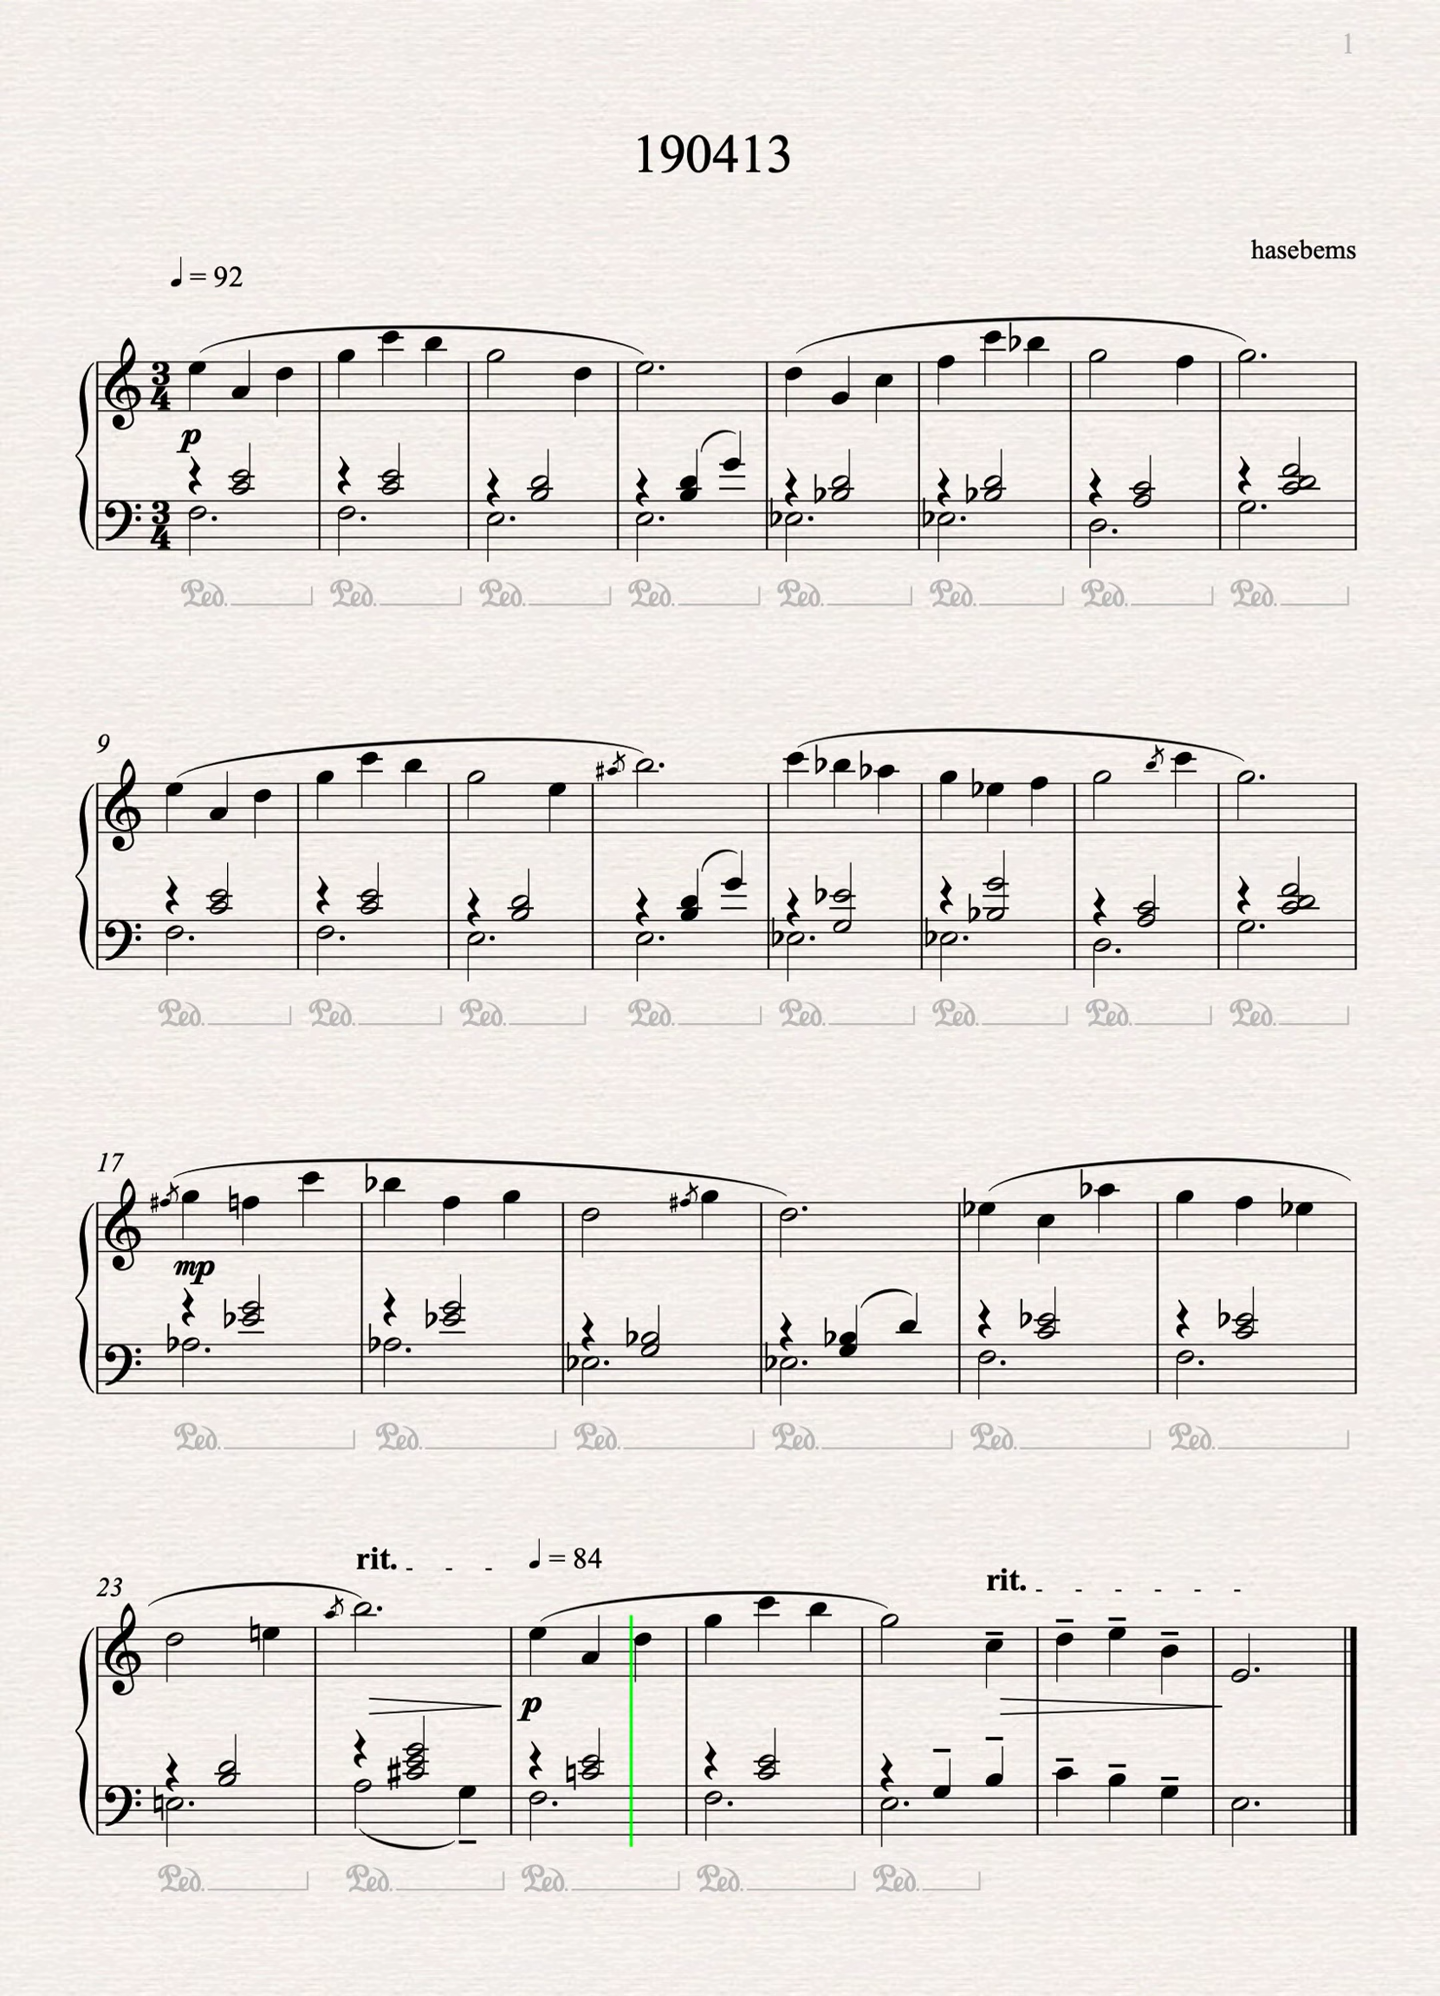 1
190413
hasebems
♩ = 92
3 4
p
3 4
Ped. Ped. Ped. Ped. Ped. Ped. Ped. Ped.
9
Ped. Ped. Ped. Ped. Ped. Ped. Ped. Ped.
17
mp
Ped. Ped. Ped. Ped. Ped. Ped.
rit. ♩ = 84
rit.
23
p
Ped. Ped. Ped. Ped. Ped.